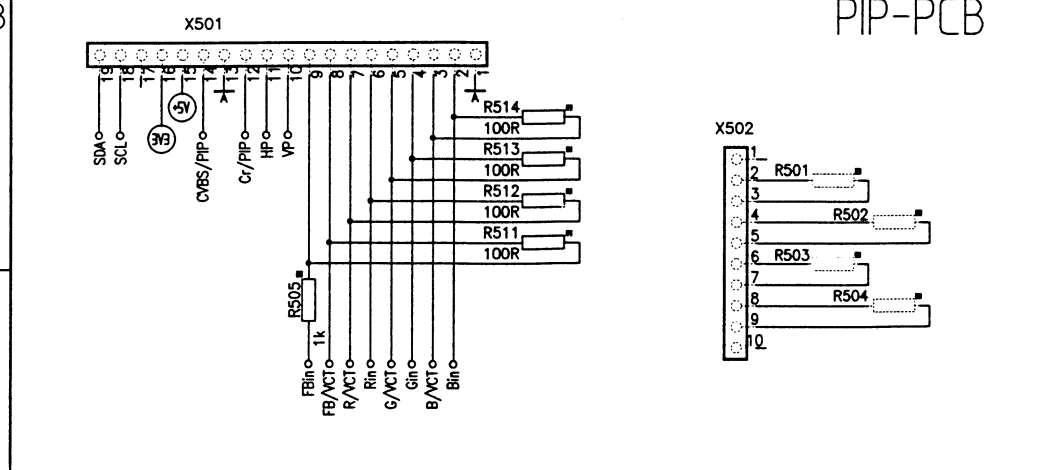 PIP-PCB
X501
19 18 17 16 15 14 13 12 11 10 9 8 7 6 5 4 3 2 1
A
A
+5V
3V3
SDA
SCL
CVBS/PIP
Cr/PIP
HP
VP
R514
100R
R513
100R
R512
100R
R511
100R
R505
1k
FBin
FB/VCT
R/VCT
Rin
G/VCT
Gin
B/VCT
Bin
X502
1
2
R501
3
4
R502
5
6
R503
7
8
R504
9
10